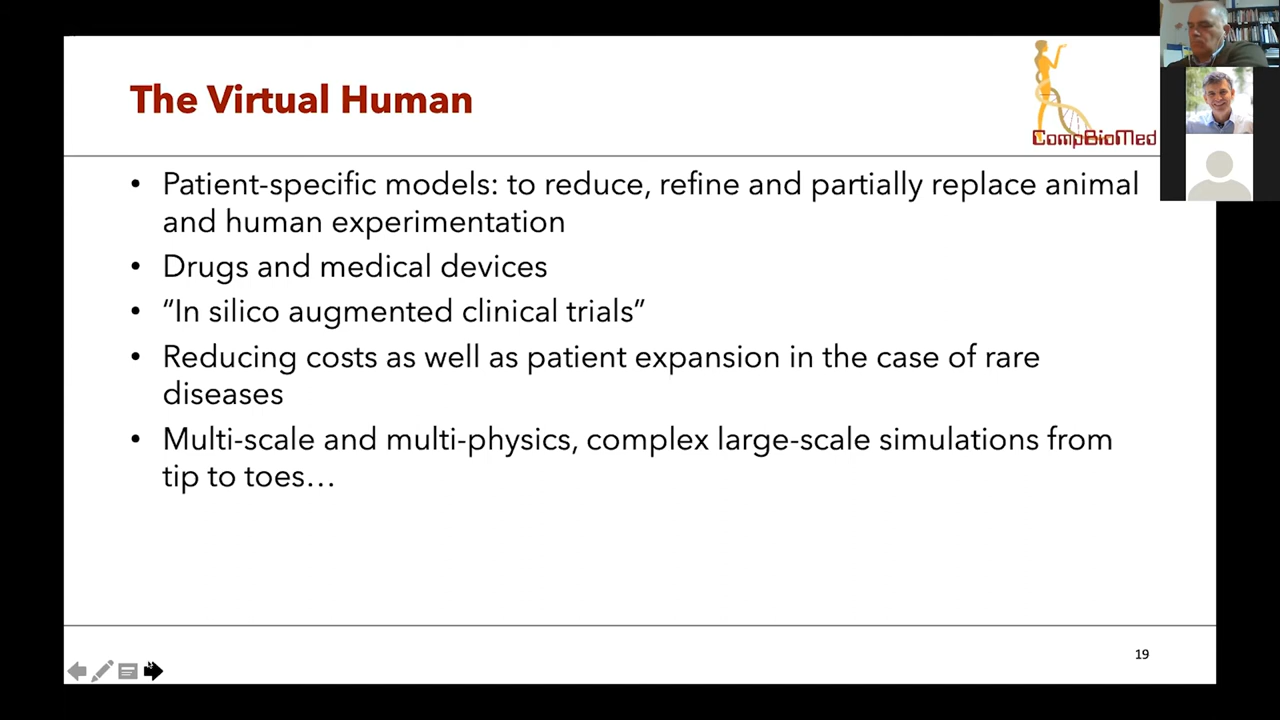 The Virtual Human
CompBioMed
• Patient-specific models: to reduce, refine and partially replace animal
and human experimentation
• Drugs and medical devices
• “In silico augmented clinical trials”
• Reducing costs as well as patient expansion in the case of rare
diseases
• Multi-scale and multi-physics, complex large-scale simulations from
tip to toes…
19